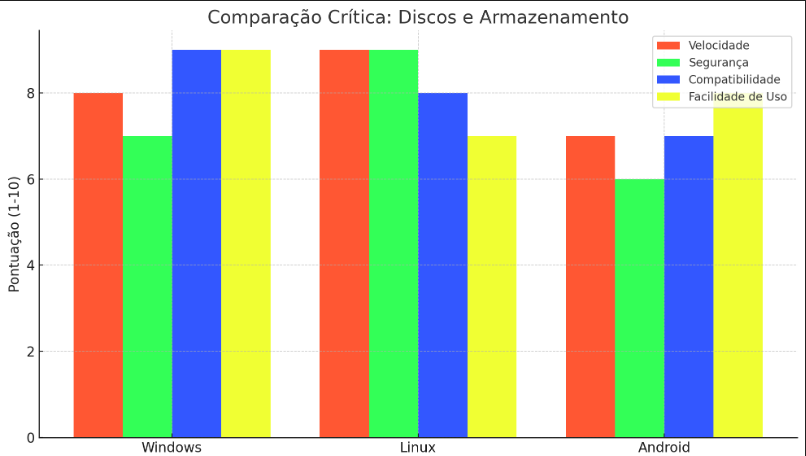 Comparação Crítica: Discos e Armazenamento
Velocidade
Segurança
Compatibilidade
Facilidade de Uso
Pontuação (1-10)
8
6
4
2
0
Windows
Linux
Android